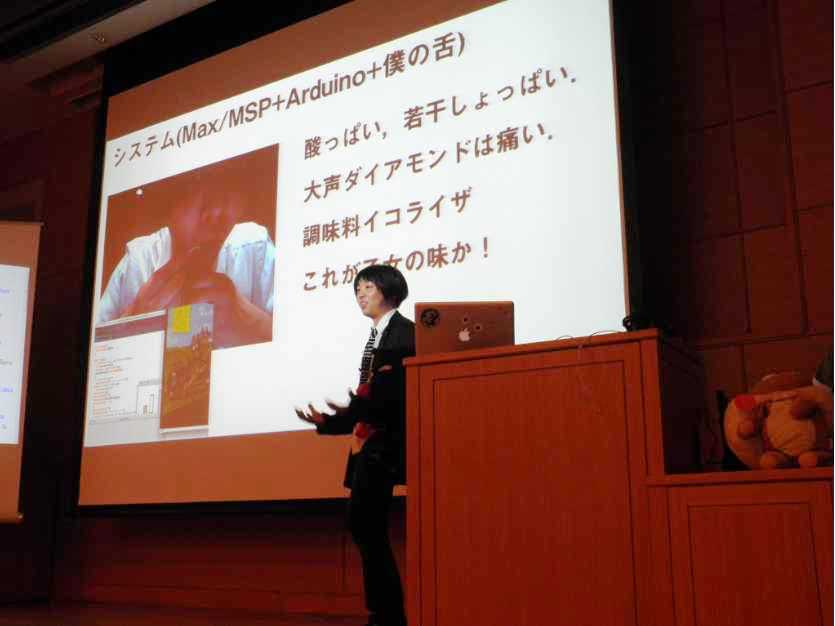 システム(Max/MSP+Arduino+僕の舌)
酸っぱい，若干しょっぱい．
大声ダイアモンドは痛い．
調味料イコライザ
これが乙女の味か！